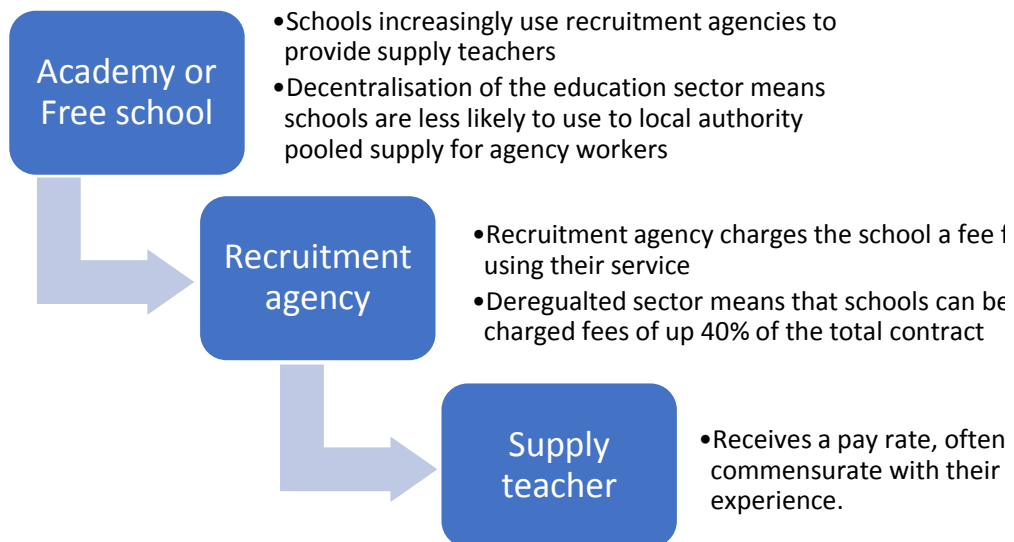 Academy or
Free school
•Schools increasingly use recruitment agencies to
provide supply teachers
•Decentralisation of the education sector means
schools are less likely to use to local authority
pooled supply for agency workers
Recruitment
agency
•Recruitment agency charges the school a fee
using their service
•Deregualted sector means that schools can be
charged fees of up 40% of the total contract
Supply
teacher
•Receives a pay rate, often
commensurate with their
experience.